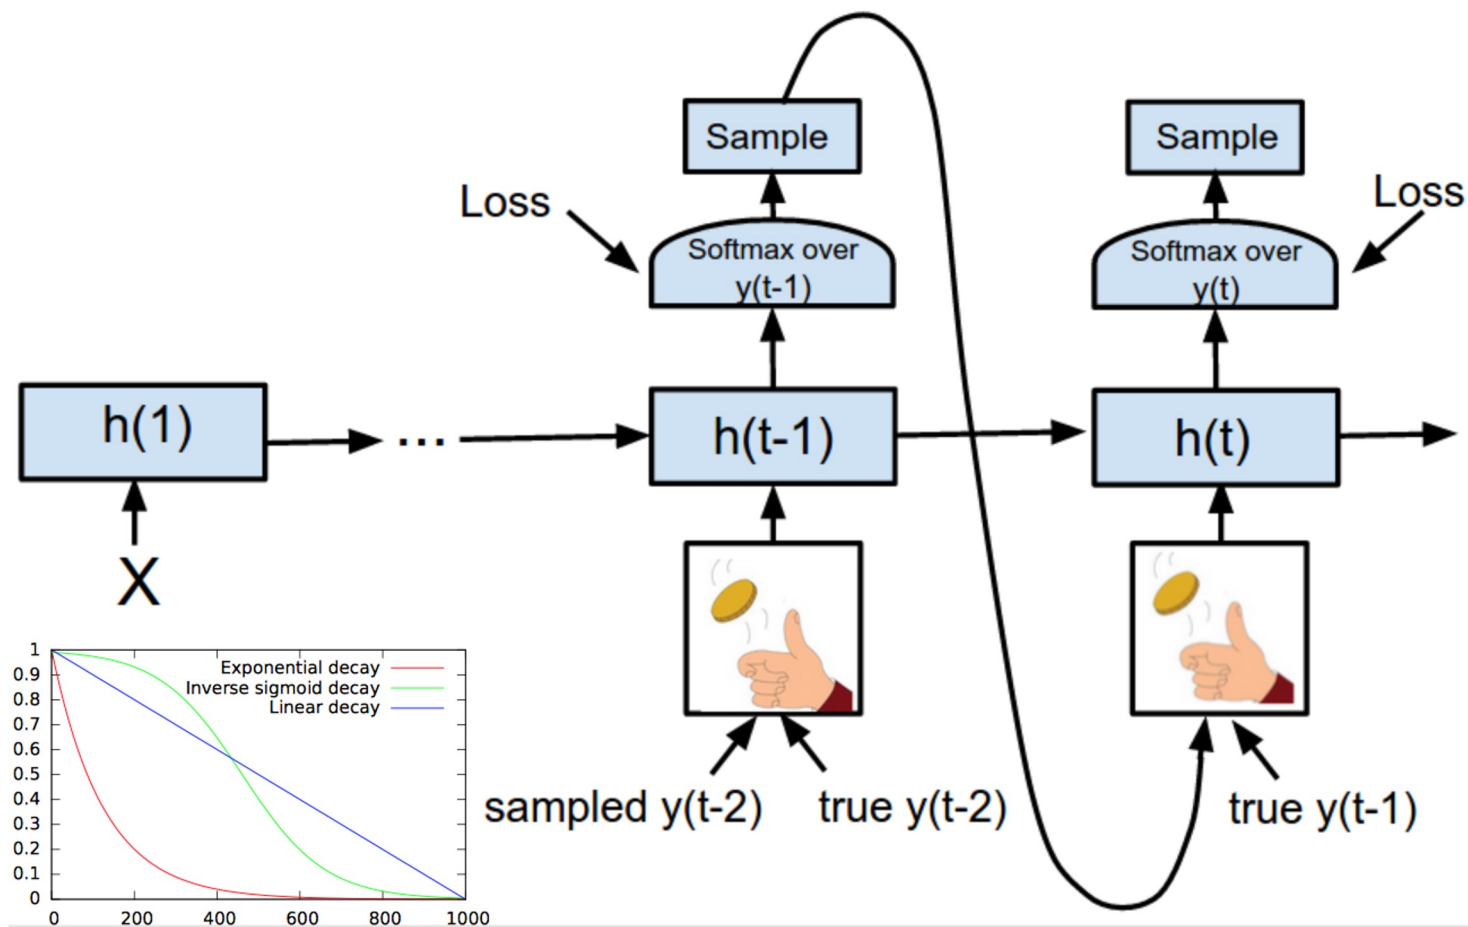 Sample
Sample
Loss
Loss
Softmax over
y(t-1)
Softmax over
y(t)
h(1)
...
h(t-1)
h(t)
X
sampled y(t-2)
true y(t-2)
true y(t-1)
Exponential decay
Inverse sigmoid decay
Linear decay
1
0.9
0.8
0.7
0.6
0.5
0.4
0.3
0.2
0.1
0
0 200 400 600 800 1000